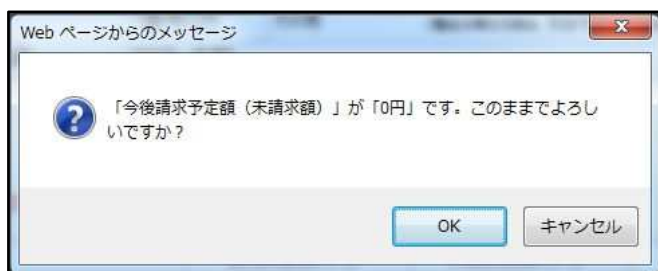 Web ページからのメッセージ
「今後請求予定額（未請求額）」が「0円」です。このままでよろし
いですか？
OK
キャンセル